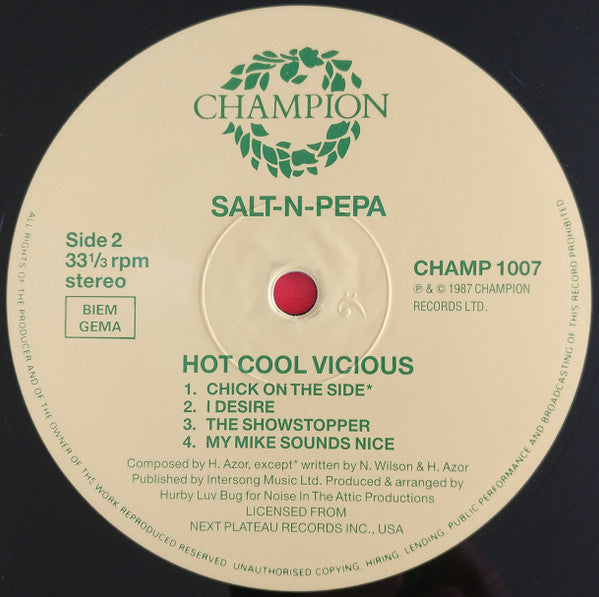 CHAMPION
SALT-N-PEPA
Side 2
33⅓ rpm
stereo
BIEM
GEMA
CHAMP 1007
℗ & © 1987 CHAMPION
RECORDS LTD.
HOT COOL VICIOUS
1. CHICK ON THE SIDE*
2. I DESIRE
3. THE SHOWSTOPPER
4. MY MIKE SOUNDS NICE
Composed by H. Azor, except* written by N. Wilson & H. Azor
Published by Intersong Music Ltd. Produced & arranged by
Hurby Luv Bug for Noise In The Attic Productions
LICENSED FROM
NEXT PLATEAU RECORDS INC., USA
ALL RIGHTS OF THE PRODUCER AND OF THE OWNER OF THE WORK REPRODUCED RESERVED. UNAUTHORISED COPYING, HIRING, LENDING, PUBLIC PERFORMANCE AND BROADCASTING OF THIS RECORD PROHIBITED